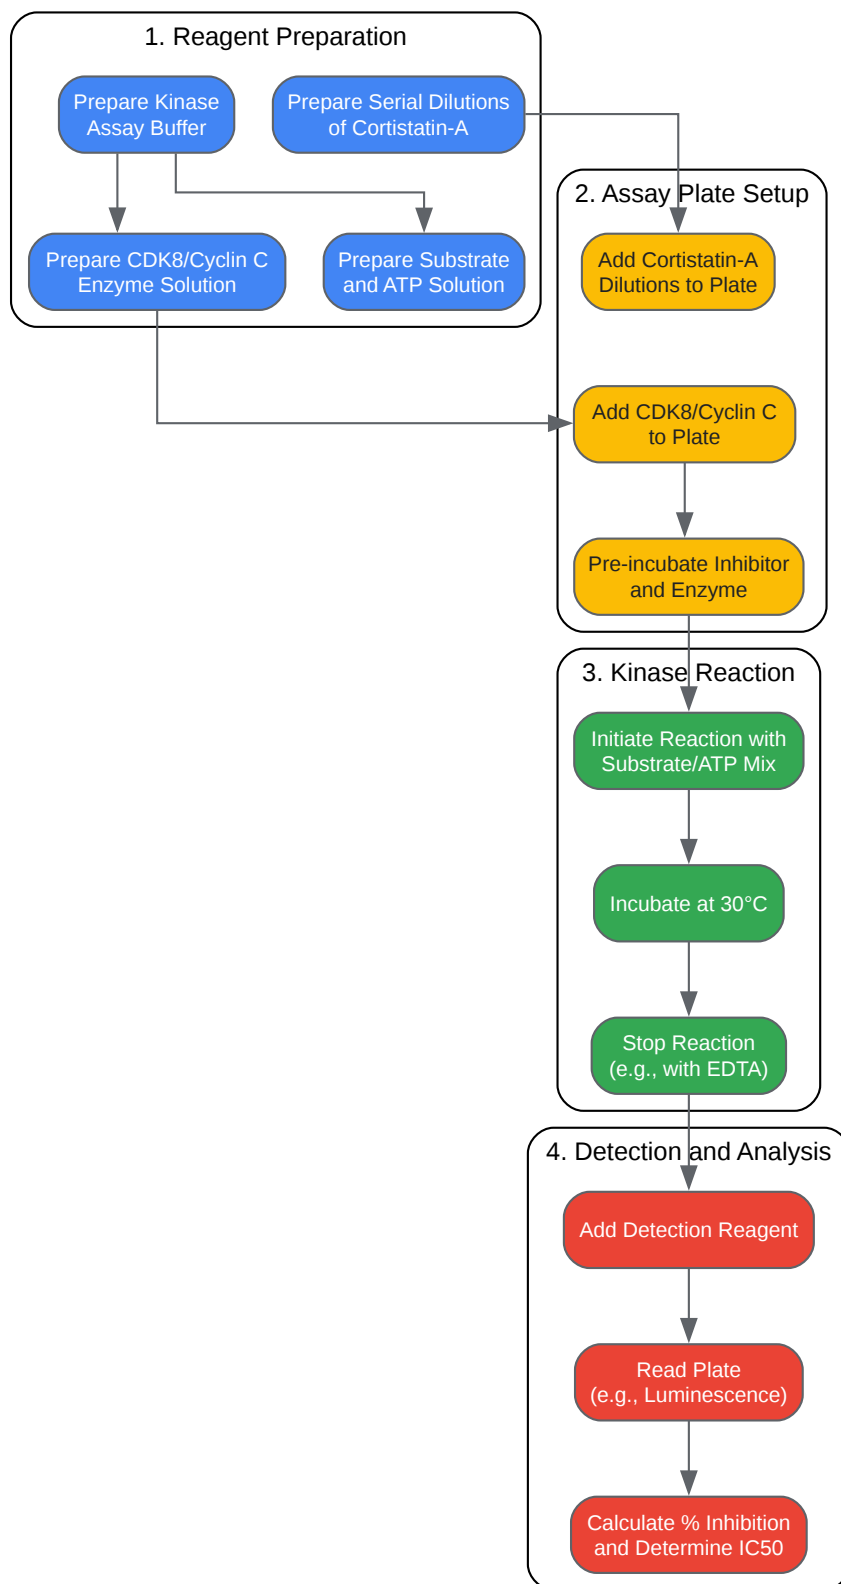 1. Reagent Preparation
Prepare Kinase
Assay Buffer
Prepare Serial Dilutions
of Cortistatin-A
Prepare CDK8/Cyclin C
Enzyme Solution
Prepare Substrate
and ATP Solution
2. Assay Plate Setup
Add Cortistatin-A
Dilutions to Plate
Add CDK8/Cyclin C
to Plate
Pre-incubate Inhibitor
and Enzyme
3. Kinase Reaction
Initiate Reaction with
Substrate/ATP Mix
Incubate at 30°C
Stop Reaction
(e.g., with EDTA)
4. Detection and Analysis
Add Detection Reagent
Read Plate
(e.g., Luminescence)
Calculate % Inhibition
and Determine IC50